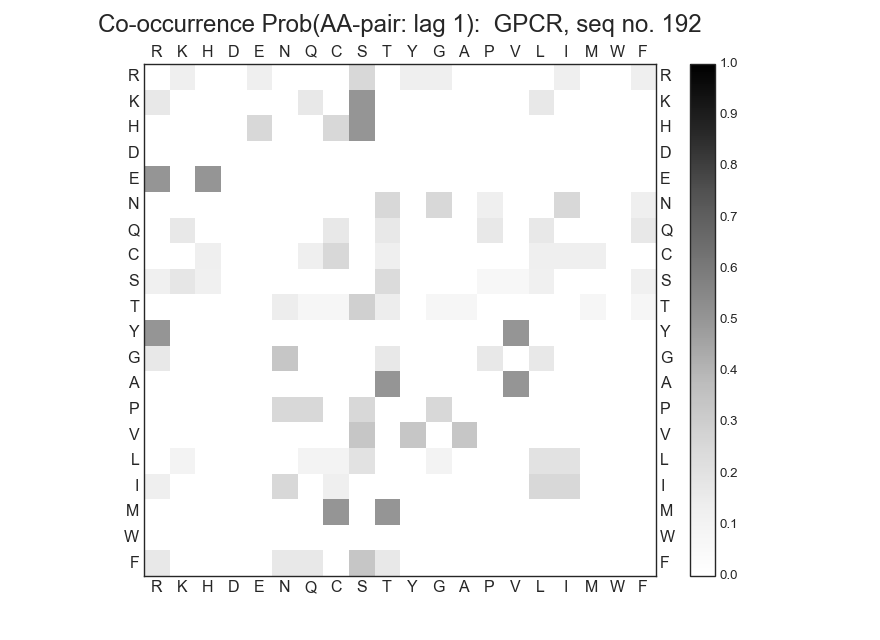 Co-occurrence Prob(AA-pair: lag 1):  GPCR, seq no. 192
R K H D E N Q C S T Y G A P V L I M W F
R R 1.0
K K 0.9
H H
D D 0.8
E E
N N 0.7
Q Q
C C 0.6
S S
T T 0.5
Y Y
G G 0.4
A A
P P 0.3
V V
L L 0.2
I I
M M 0.1
W W
F F 0.0
R K H D E N Q C S T Y G A P V L I M W F